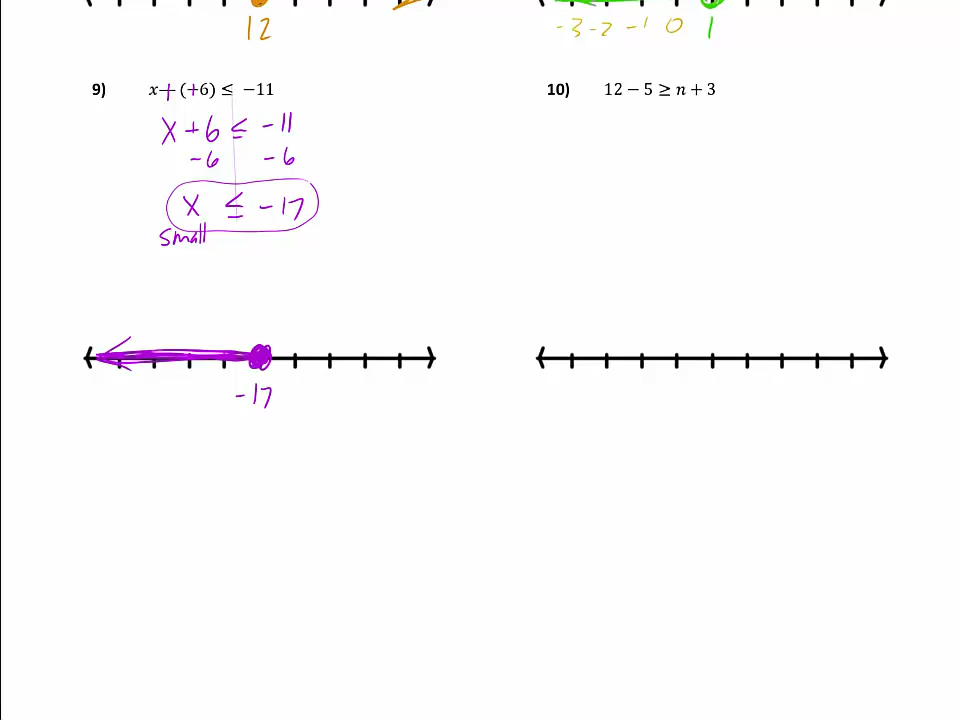 12
-3 -2 -1 0 1
9) x + (+6) ≤ -11
x + 6 ≤ -11
-6 -6
x ≤ -17
small
-17
10) 12 − 5 ≥ n + 3